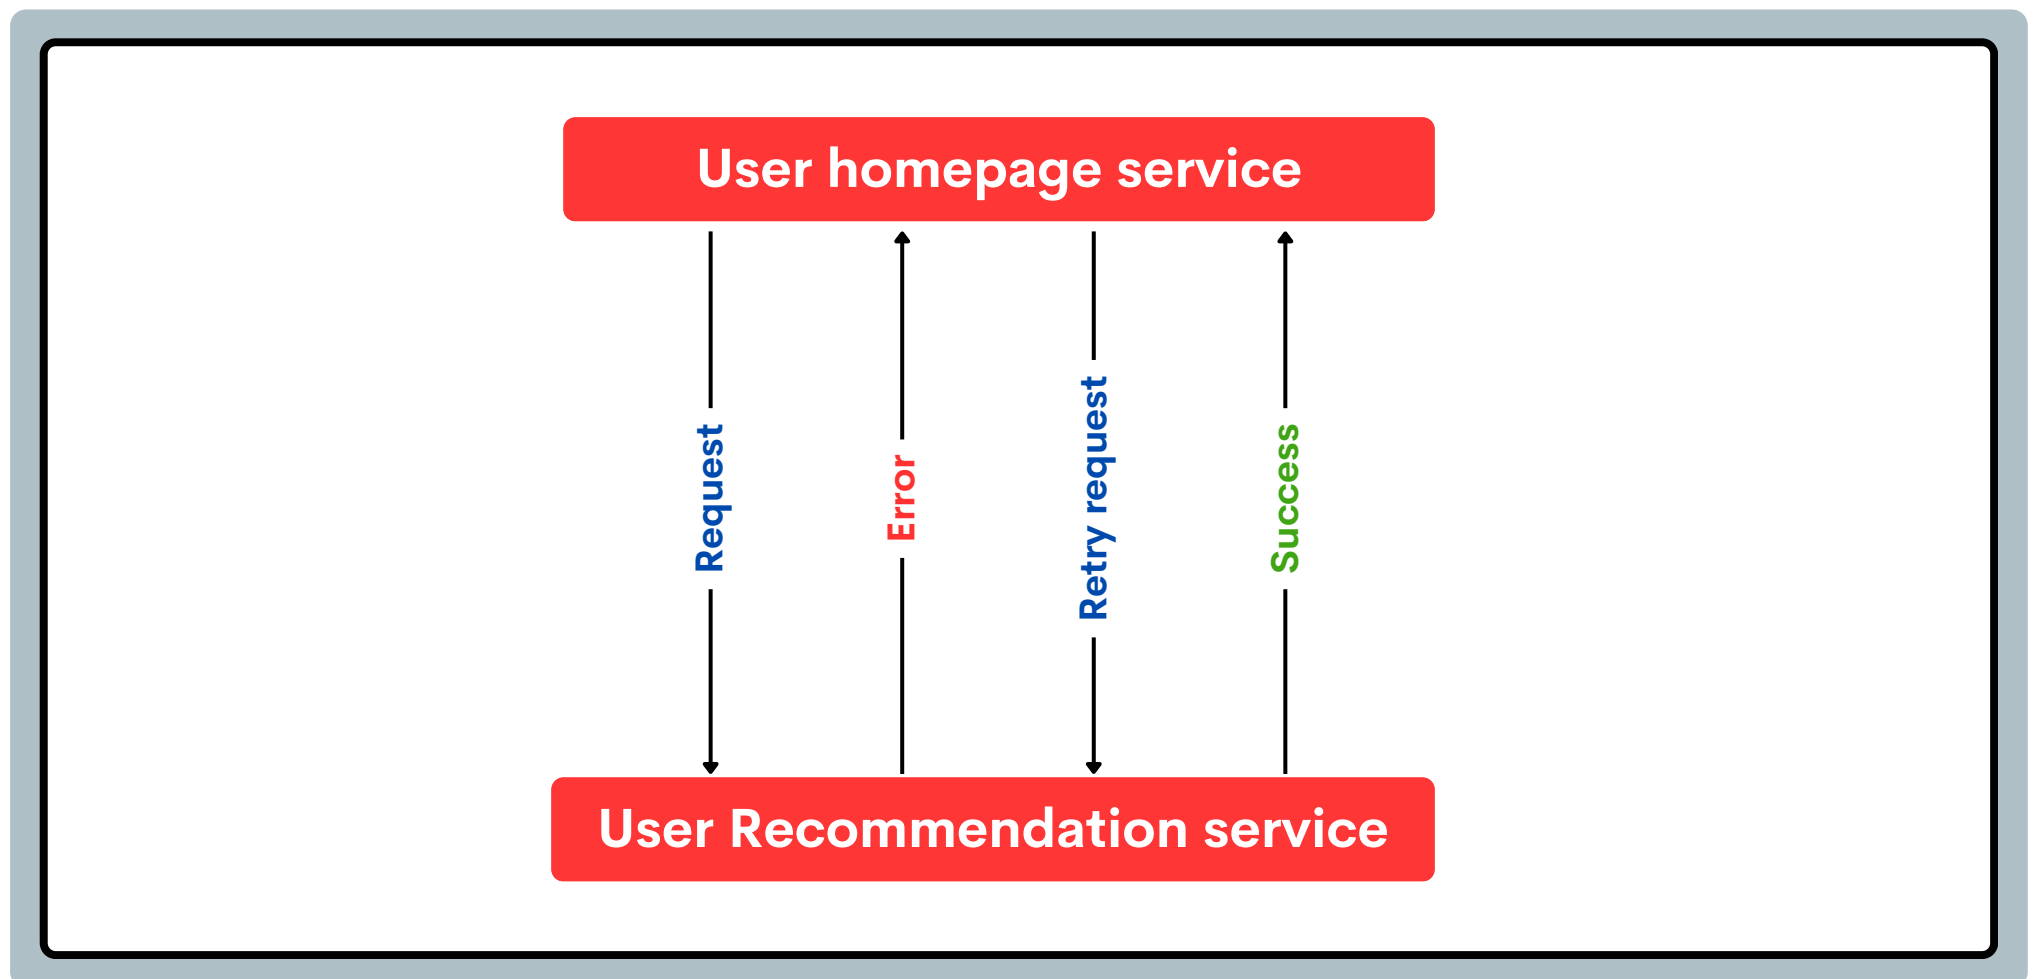 User homepage service
Request
Error
Retry request
Success
User Recommendation service